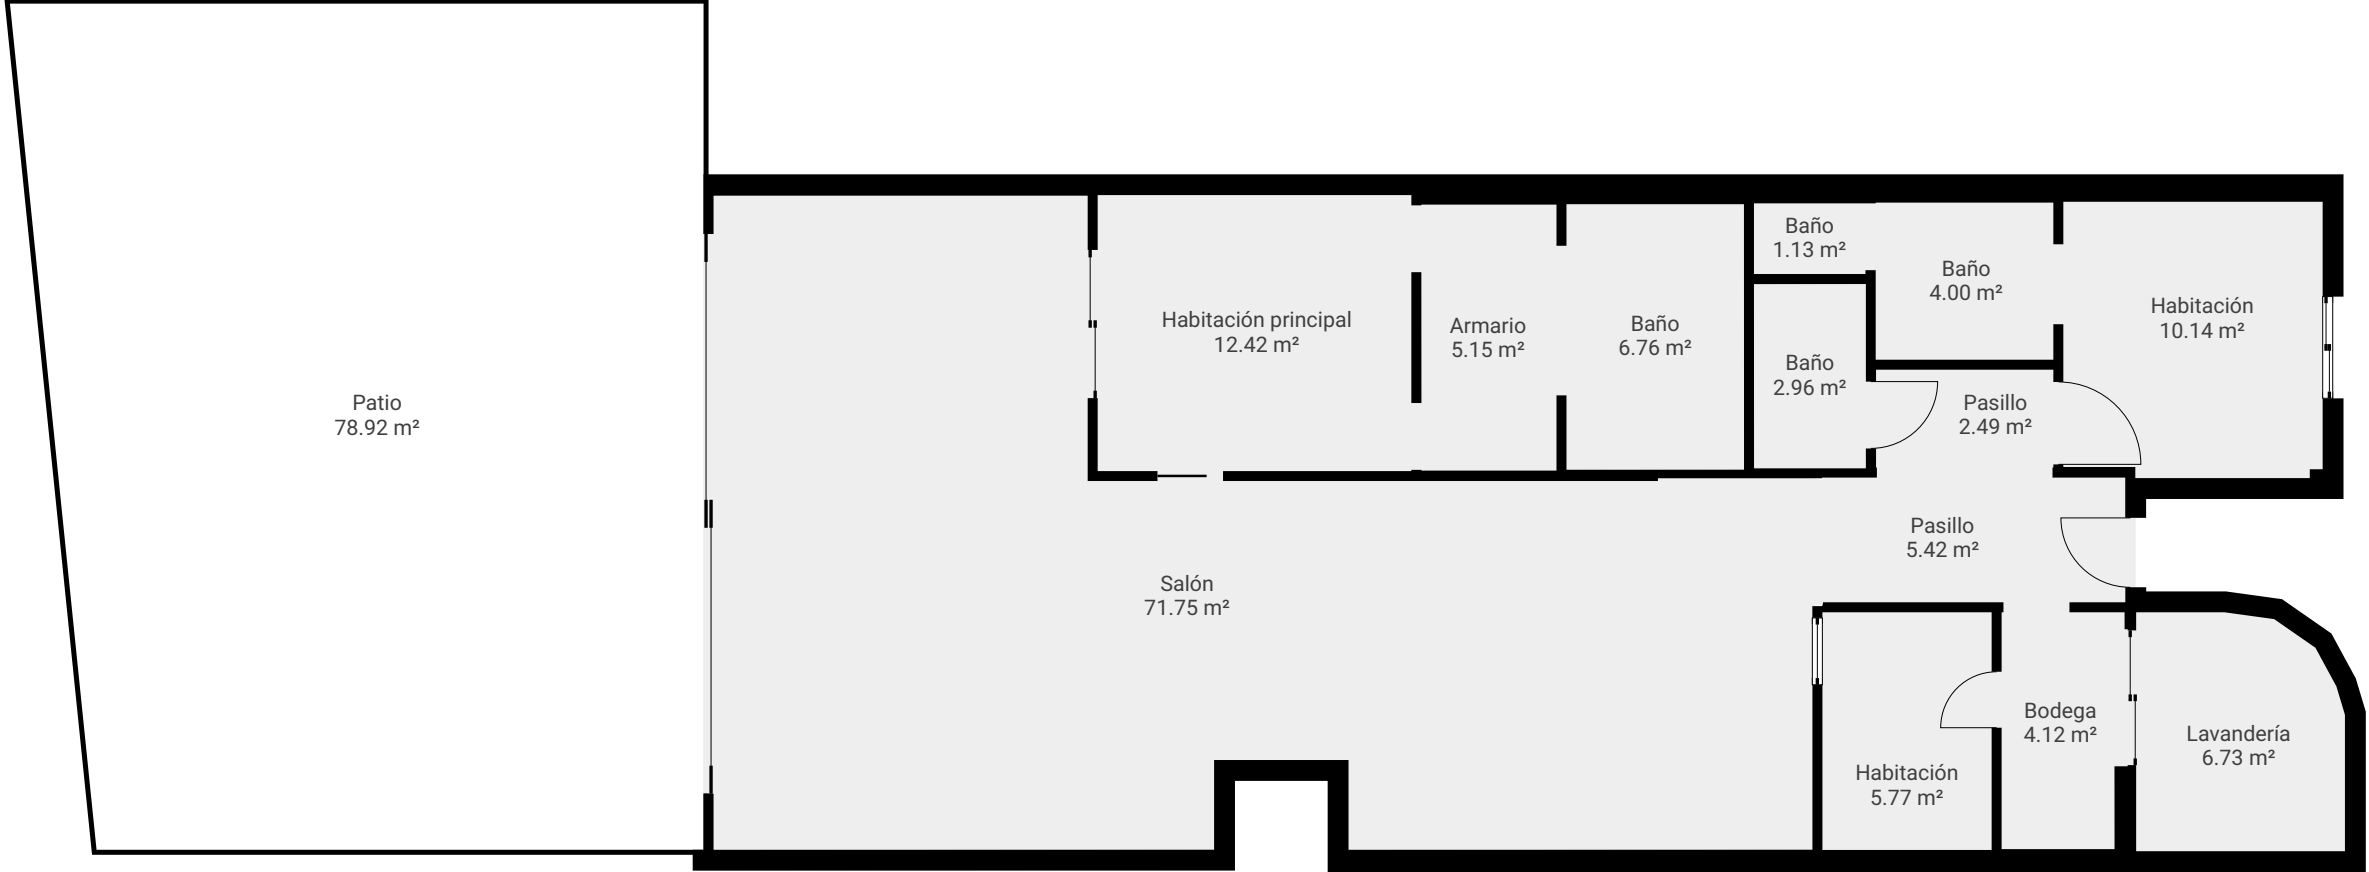 Patio
78.92 m²
Salón
71.75 m²
Habitación principal
12.42 m²
Armario
5.15 m²
Baño
6.76 m²
Baño
1.13 m²
Baño
2.96 m²
Baño
4.00 m²
Pasillo
2.49 m²
Habitación
10.14 m²
Pasillo
5.42 m²
Habitación
5.77 m²
Bodega
4.12 m²
Lavandería
6.73 m²